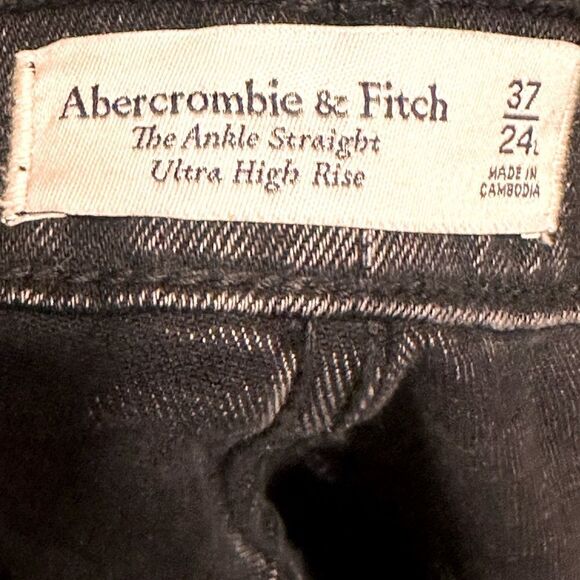 Abercrombie & Fitch
The Ankle Straight
Ultra High Rise
37
24L
MADE IN
CAMBODIA